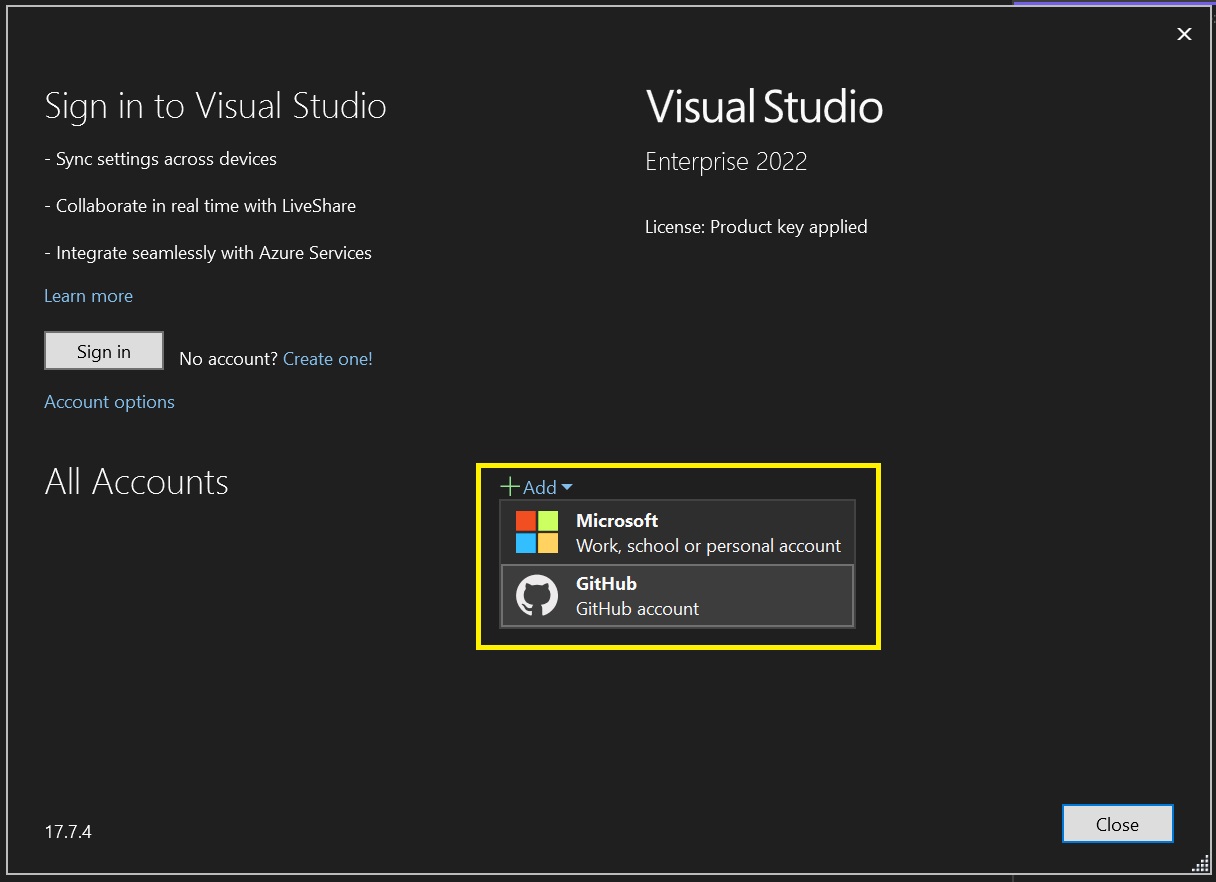 Sign in to Visual Studio
- Sync settings across devices
- Collaborate in real time with LiveShare
- Integrate seamlessly with Azure Services
Learn more
Sign in
No account? Create one!
Account options
Visual Studio
Enterprise 2022
License: Product key applied
All Accounts
Add
Microsoft
Work, school or personal account
GitHub
GitHub account
17.7.4
Close